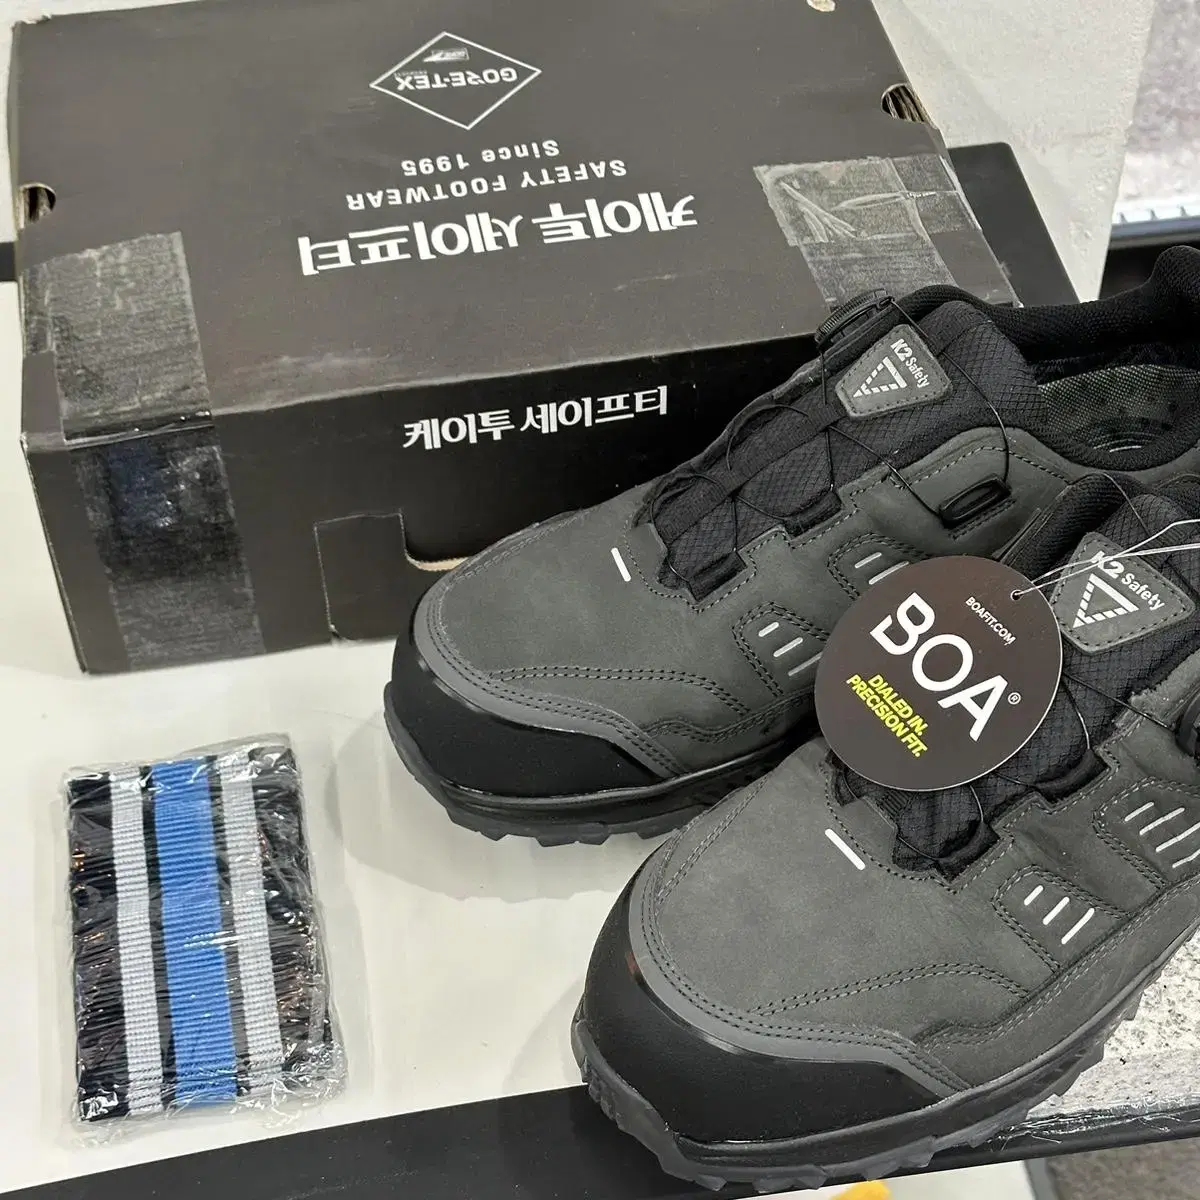 케이투 세이프티
SAFETY FOOTWEAR
Since 1995
GORE-TEX
케이투 세이프티
K2 Safety
K2 Safety
BOAFIT.COM
BOA®
DIALED IN.
PRECISION FIT.